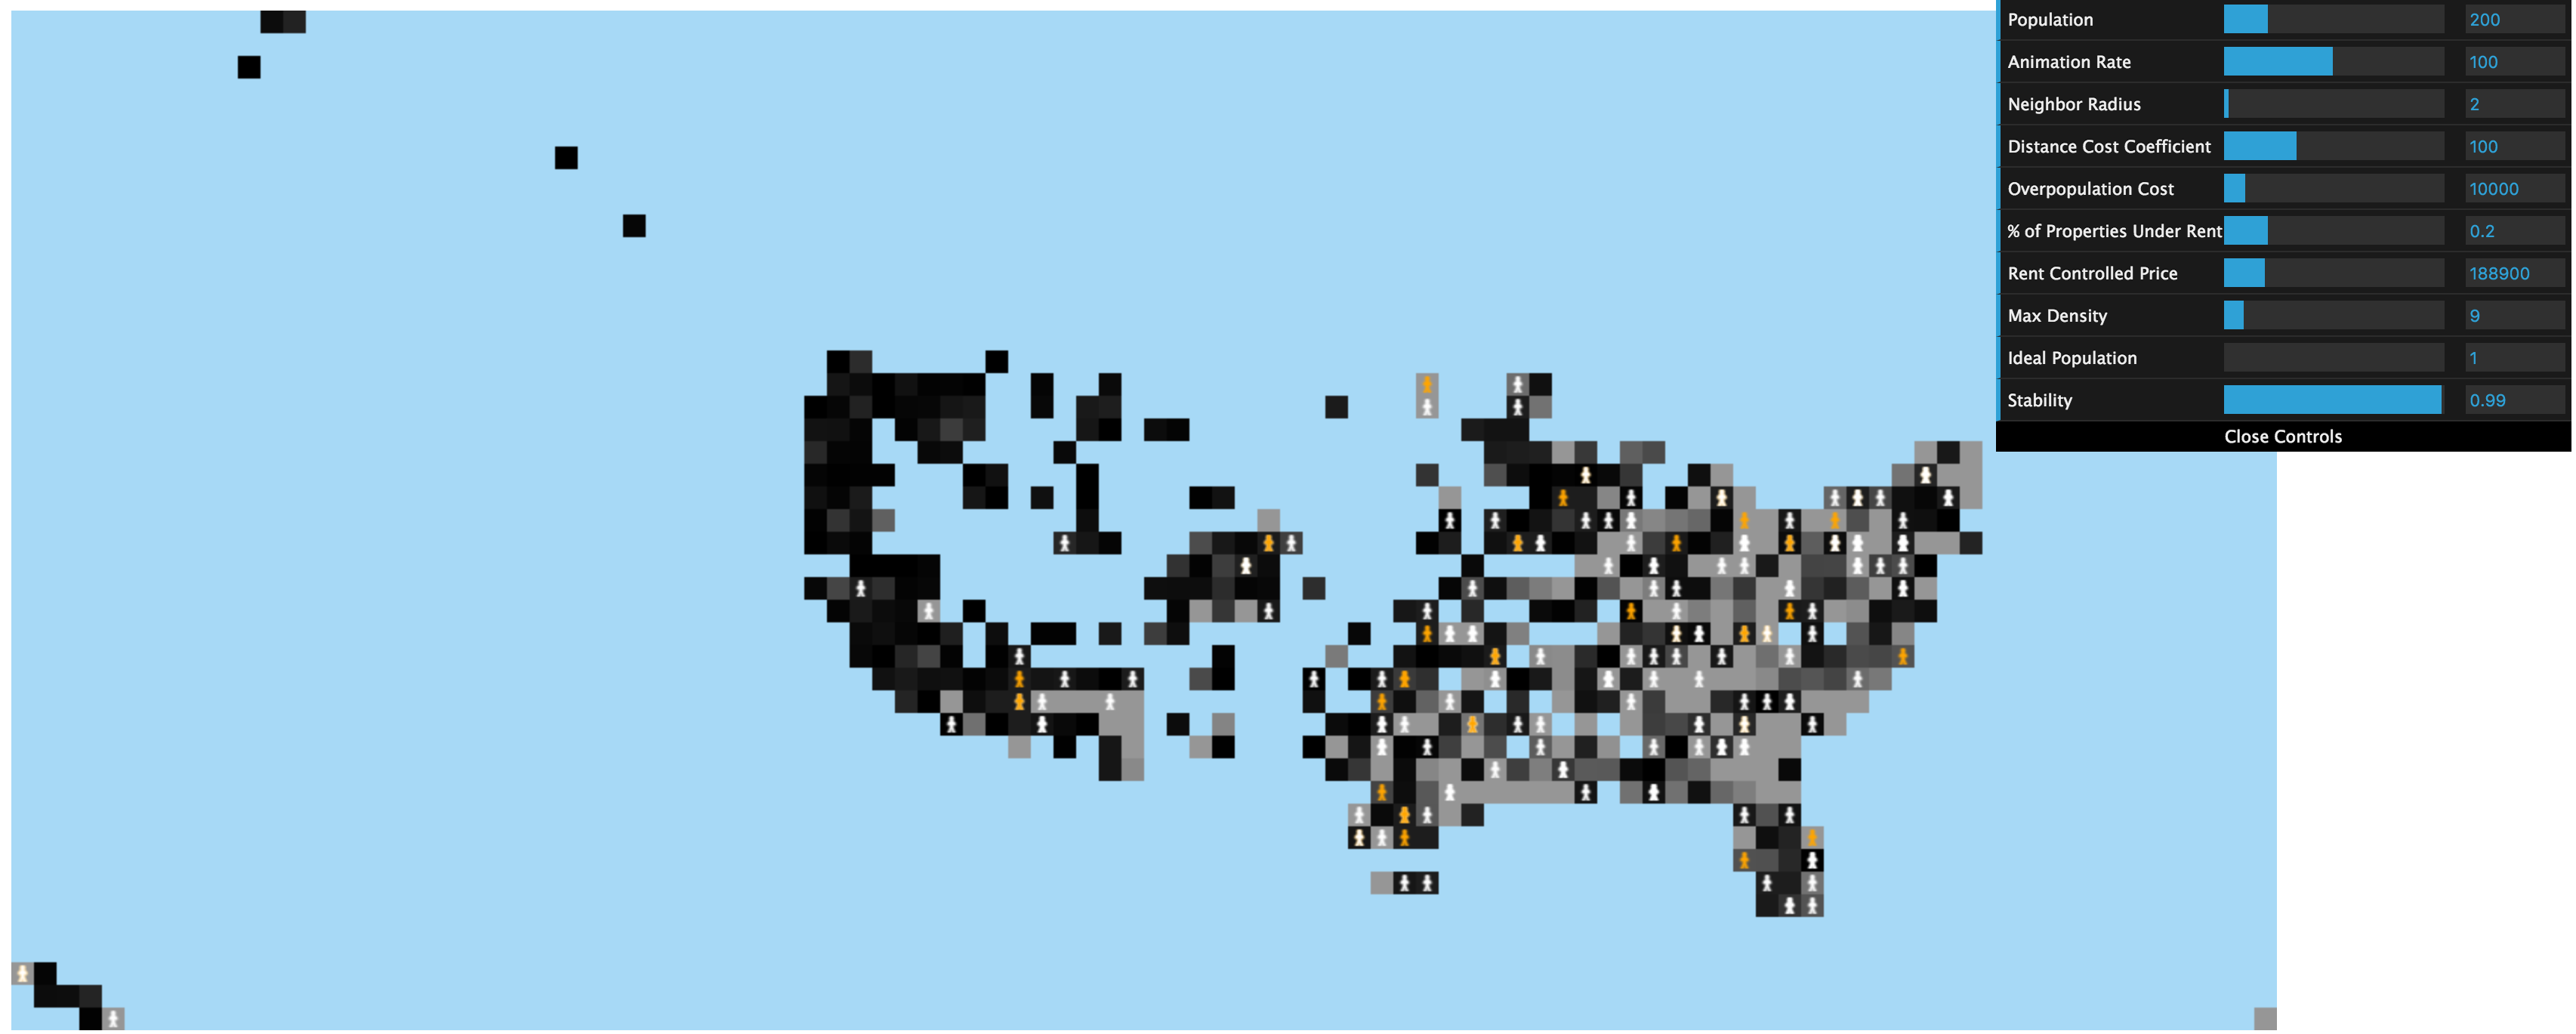 Population 200
Animation Rate 100
Neighbor Radius 2
Distance Cost Coefficient 100
Overpopulation Cost 10000
% of Properties Under Rent 0.2
Rent Controlled Price 188900
Max Density 9
Ideal Population 1
Stability 0.99
Close Controls